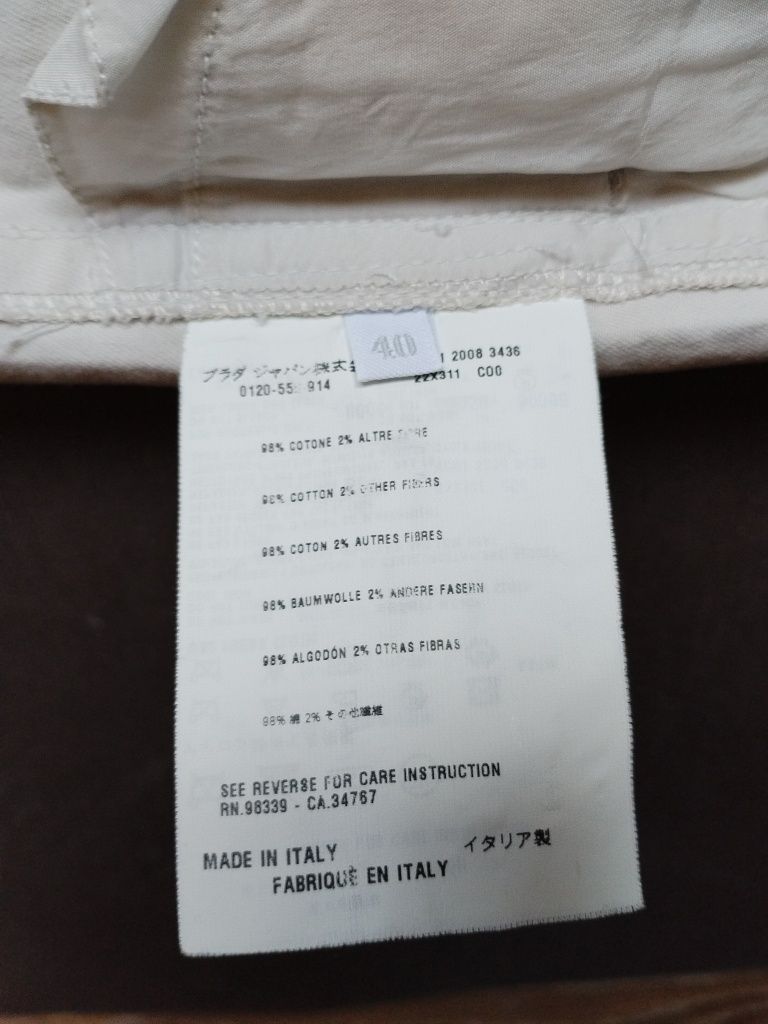 40
プラダ ジャパン株式会
2008 3436
0120-55 914
22X311 COO
98% COTONE 2% ALTRE FIBRE
98% COTTON 2% OTHER FIBERS
98% COTON 2% AUTRES FIBRES
98% BAUMWOLLE 2% ANDERE FASERN
98% ALGODÓN 2% OTRAS FIBRAS
98% 綿 2% その他繊維
SEE REVERSE FOR CARE INSTRUCTION
RN.98339 - CA.34767
MADE IN ITALY
イタリア製
FABRIQUÈ EN ITALY